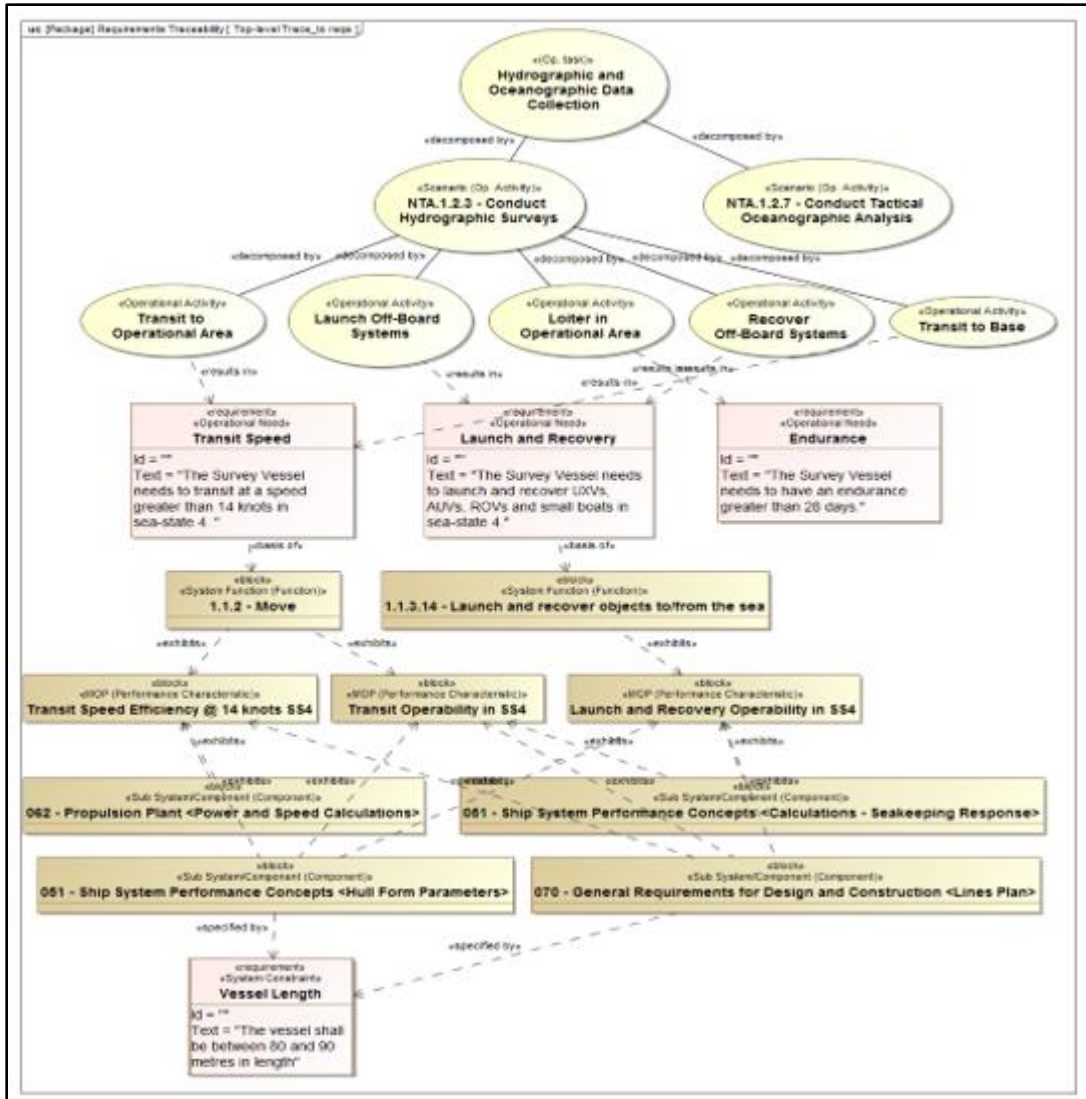 uc [Package] Requirements Traceability [ Top-level Trace_to reqs ]
«(Op. task)»
Hydrographic and
Oceanographic Data
Collection
«decomposed by»
«decomposed by»
«Scenario (Op. Activity)»
NTA.1.2.3 - Conduct
Hydrographic Surveys
«Scenario (Op. Activity)»
NTA.1.2.7 - Conduct Tactical
Oceanographic Analysis
«decomposed by»
«decomposed by»
«decomposed by»
«decomposed by»
«Operational Activity»
Transit to
Operational Area
«Operational Activity»
Launch Off-Board
Systems
«Operational Activity»
Loiter in
Operational Area
«Operational Activity»
Recover
Off-Board Systems
«Operational Activity»
Transit to Base
«results in»
«results in»
«results in»
«requirement»
«Operational Need»
Transit Speed
Id = ""
Text = "The Survey Vessel
needs to transit at a speed
greater than 14 knots in
sea-state 4. "
«requirement»
«Operational Need»
Launch and Recovery
Id = ""
Text = "The Survey Vessel needs
to launch and recover UXVs,
AUVs, ROVs and small boats in
sea-state 4."
«requirement»
«Operational Need»
Endurance
Id = ""
Text = "The Survey Vessel
needs to have an endurance
greater than 28 days."
«basis of»
«basis of»
«block»
«System Function (Function)»
1.1.2 - Move
«block»
«System Function (Function)»
1.1.3.14 - Launch and recover objects to/from the sea
«exhibits»
«exhibits»
«exhibits»
«block»
«MOP (Performance Characteristic)»
Transit Speed Efficiency @ 14 knots SS4
«block»
«MOP (Performance Characteristic)»
Transit Operability in SS4
«block»
«MOP (Performance Characteristic)»
Launch and Recovery Operability in SS4
«exhibits»
«exhibits»
«exhibits»
«exhibits»
«exhibits»
«block»
«Sub System/Component (Component)»
062 - Propulsion Plant <Power and Speed Calculations>
«Sub System/Component (Component)»
051 - Ship System Performance Concepts <Calculations - Seakeeping Response>
«block»
«Sub System/Component (Component)»
051 - Ship System Performance Concepts <Hull Form Parameters>
«block»
«Sub System/Component (Component)»
070 - General Requirements for Design and Construction <Lines Plan>
«specified by»
«specified by»
«requirement»
«System Constraint»
Vessel Length
Id = ""
Text = "The vessel shall
be between 80 and 90
metres in length"